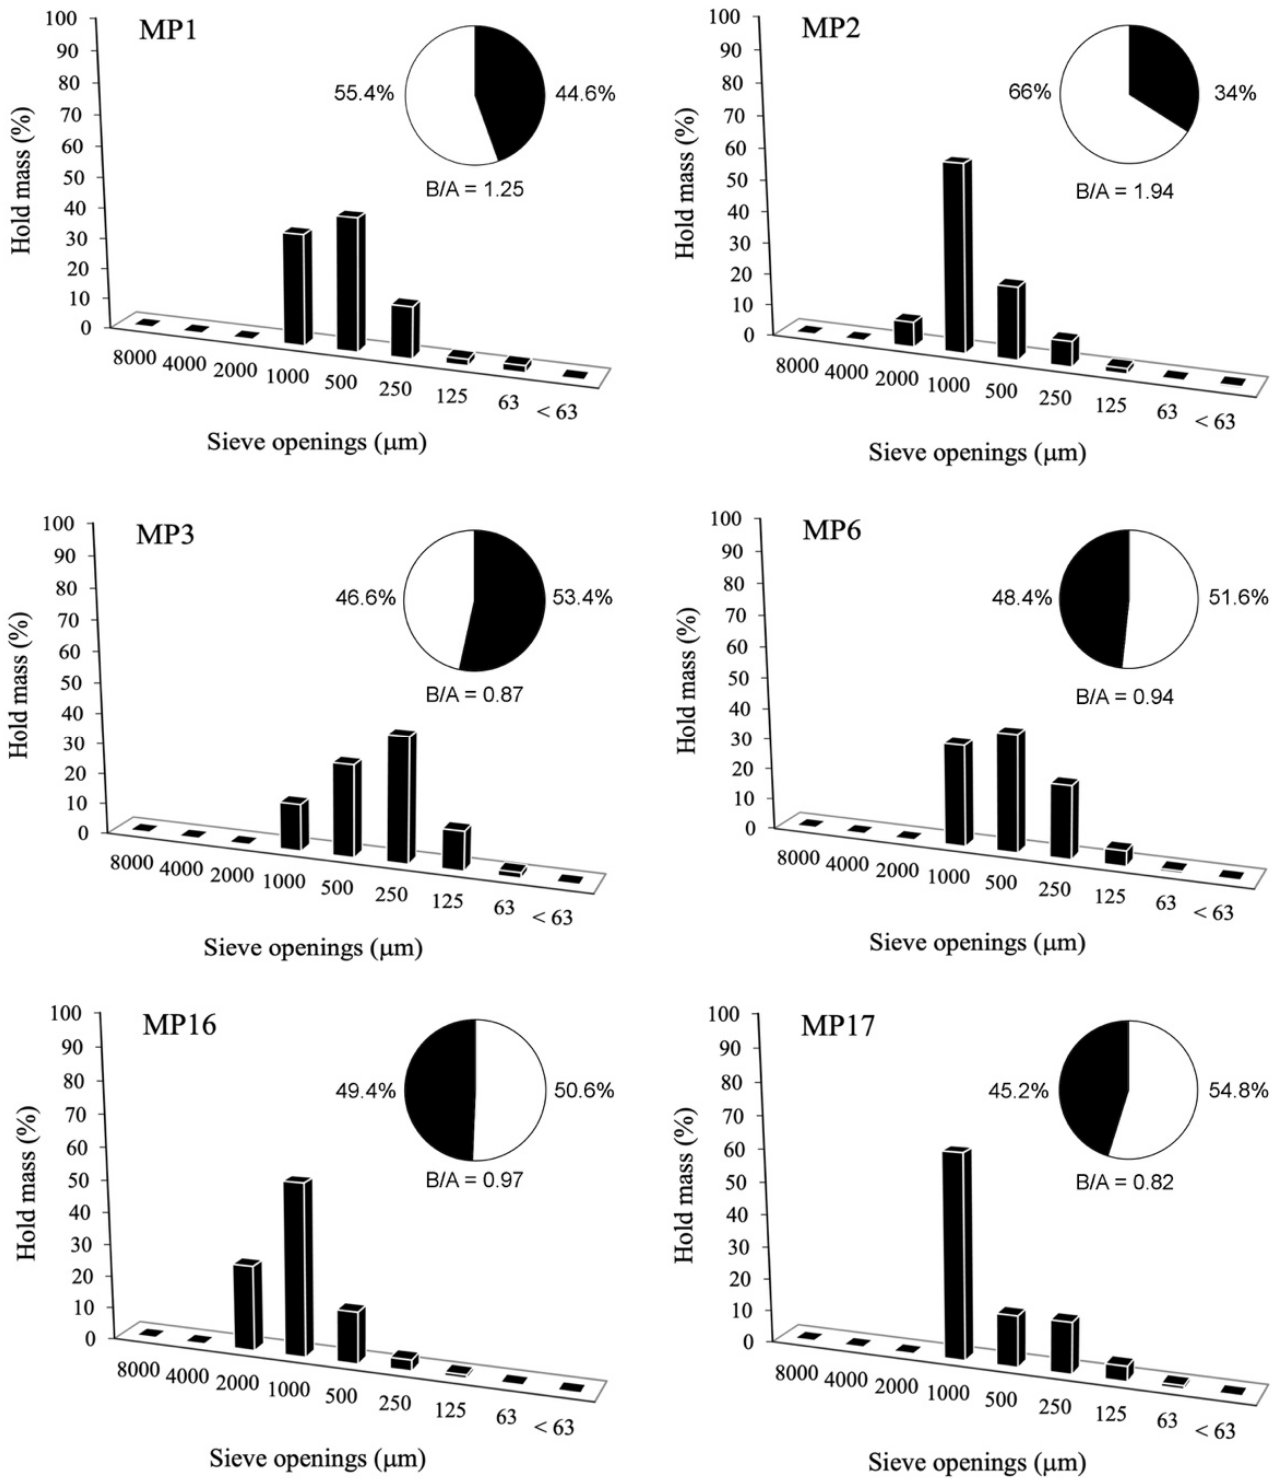 MP1
100
90
80
70
60
50
40
30
20
10
0
Hold mass (%)
55.4%
44.6%
B/A = 1.25
8000 4000 2000 1000 500 250 125 63 < 63
Sieve openings (μm)
MP2
100
90
80
70
60
50
40
30
20
10
0
Hold mass (%)
66%
34%
B/A = 1.94
8000 4000 2000 1000 500 250 125 63 < 63
Sieve openings (μm)
MP3
100
90
80
70
60
50
40
30
20
10
0
Hold mass (%)
46.6%
53.4%
B/A = 0.87
8000 4000 2000 1000 500 250 125 63 < 63
Sieve openings (μm)
MP6
100
90
80
70
60
50
40
30
20
10
0
Hold mass (%)
48.4%
51.6%
B/A = 0.94
8000 4000 2000 1000 500 250 125 63 < 63
Sieve openings (μm)
MP16
100
90
80
70
60
50
40
30
20
10
0
Hold mass (%)
49.4%
50.6%
B/A = 0.97
8000 4000 2000 1000 500 250 125 63 < 63
Sieve openings (μm)
MP17
100
90
80
70
60
50
40
30
20
10
0
Hold mass (%)
45.2%
54.8%
B/A = 0.82
8000 4000 2000 1000 500 250 125 63 < 63
Sieve openings (μm)